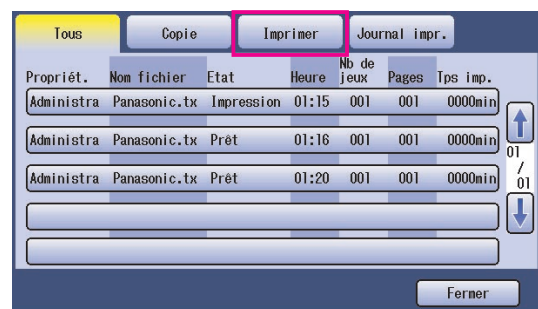 Tous Copie Imprimer Journal impr.
Nb de
Propriét. Nom fichier Etat Heure jeux Pages Tps imp.
Administra Panasonic.tx Impression 01:15 001 001 0000min
Administra Panasonic.tx Prêt 01:16 001 001 0000min
01
/
Administra Panasonic.tx Prêt 01:20 001 001 0000min
01
Fermer